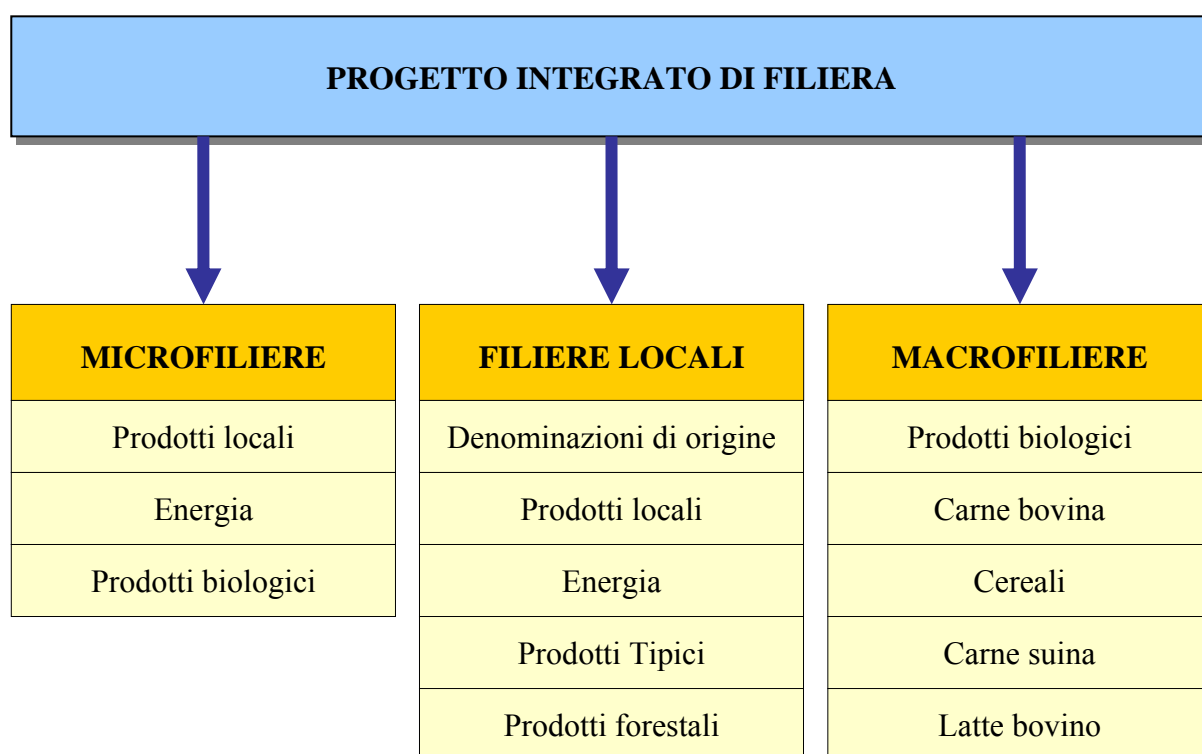 PROGETTO INTEGRATO DI FILIERA
MICROFILIERE
Prodotti locali
Energia
Prodotti biologici
FILIERE LOCALI
Denominazioni di origine
Prodotti locali
Energia
Prodotti Tipici
Prodotti forestali
MACROFILIERE
Prodotti biologici
Carne bovina
Cereali
Carne suina
Latte bovino